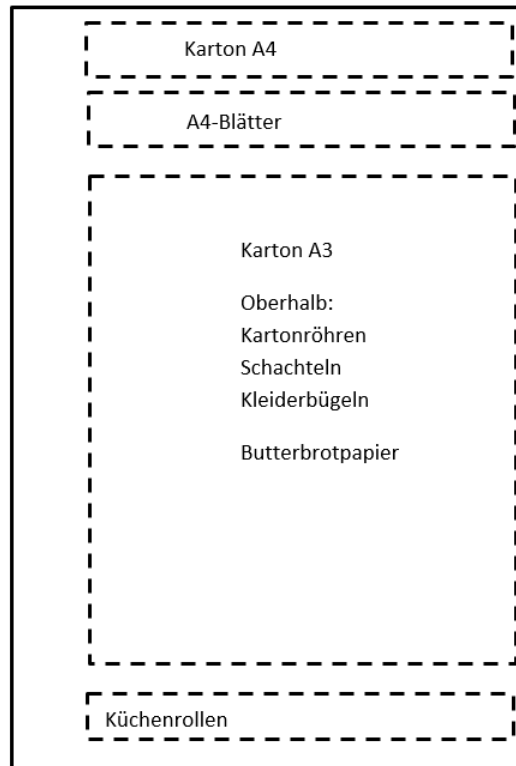 Karton A4
A4-Blätter
Karton A3
Oberhalb:
Kartonröhren
Schachteln
Kleiderbügeln
Butterbrotpapier
Küchenrollen